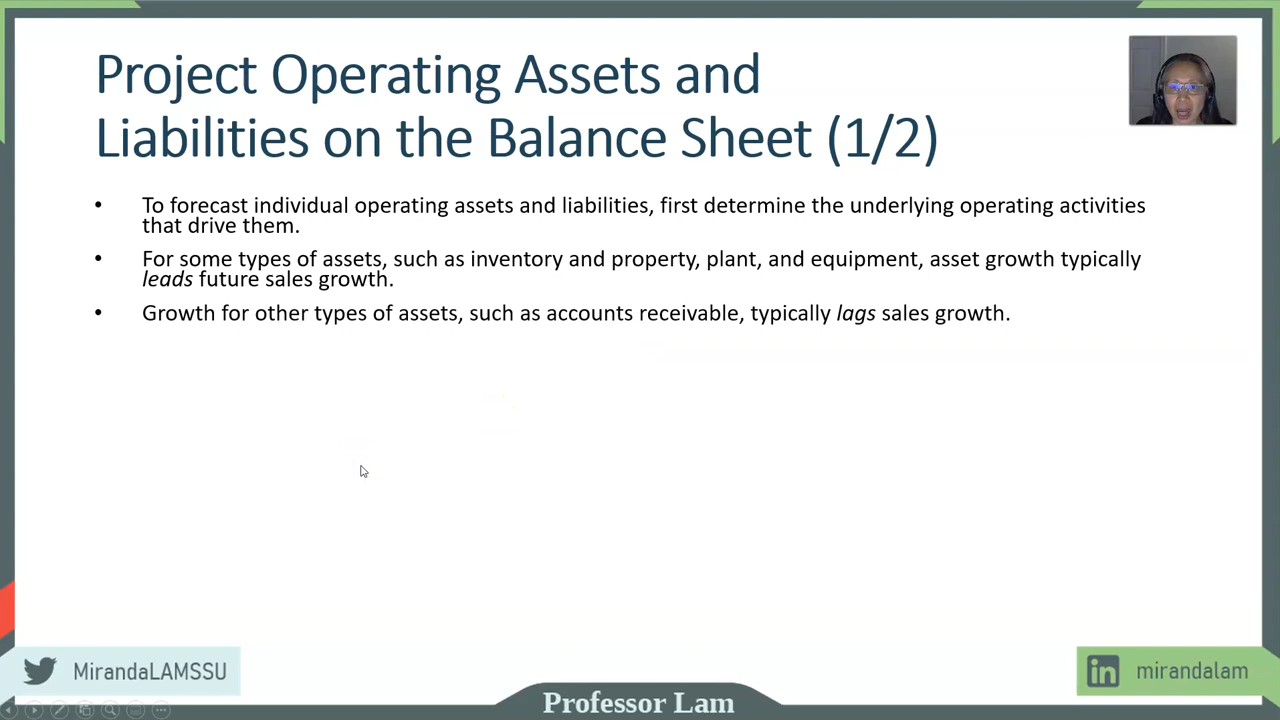 Project Operating Assets and
Liabilities on the Balance Sheet (1/2)
• To forecast individual operating assets and liabilities, first determine the underlying operating activities
that drive them.
• For some types of assets, such as inventory and property, plant, and equipment, asset growth typically
leads future sales growth.
• Growth for other types of assets, such as accounts receivable, typically lags sales growth.
MirandaLAMSSU
in mirandalam
Professor Lam